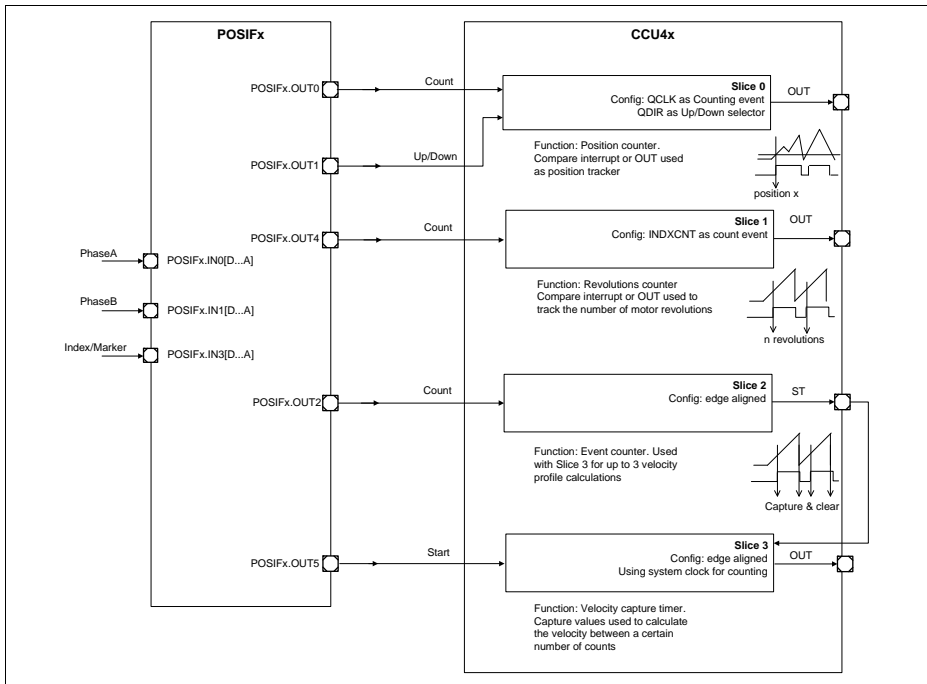 POSIFx
CCU4x
POSIFx.OUT0
Count
Slice 0
Config: QCLK as Counting event
QDIR as Up/Down selector
OUT
POSIFx.OUT1
Up/Down
Function: Position counter.
Compare interrupt or OUT used
as position tracker
position x
POSIFx.OUT4
Count
Slice 1
Config: INDXCNT as count event
OUT
PhaseA
POSIFx.IN0[D...A]
Function: Revolutions counter
Compare interrupt or OUT used to
track the number of motor revolutions
PhaseB
POSIFx.IN1[D...A]
n revolutions
Index/Marker
POSIFx.IN3[D...A]
POSIFx.OUT2
Count
Slice 2
Config: edge aligned
ST
Function: Event counter. Used
with Slice 3 for up to 3 velocity
profile calculations
Capture & clear
POSIFx.OUT5
Start
Slice 3
Config: edge aligned
Using system clock for counting
OUT
Function: Velocity capture timer.
Capture values used to calculate
the velocity between a certain
number of counts